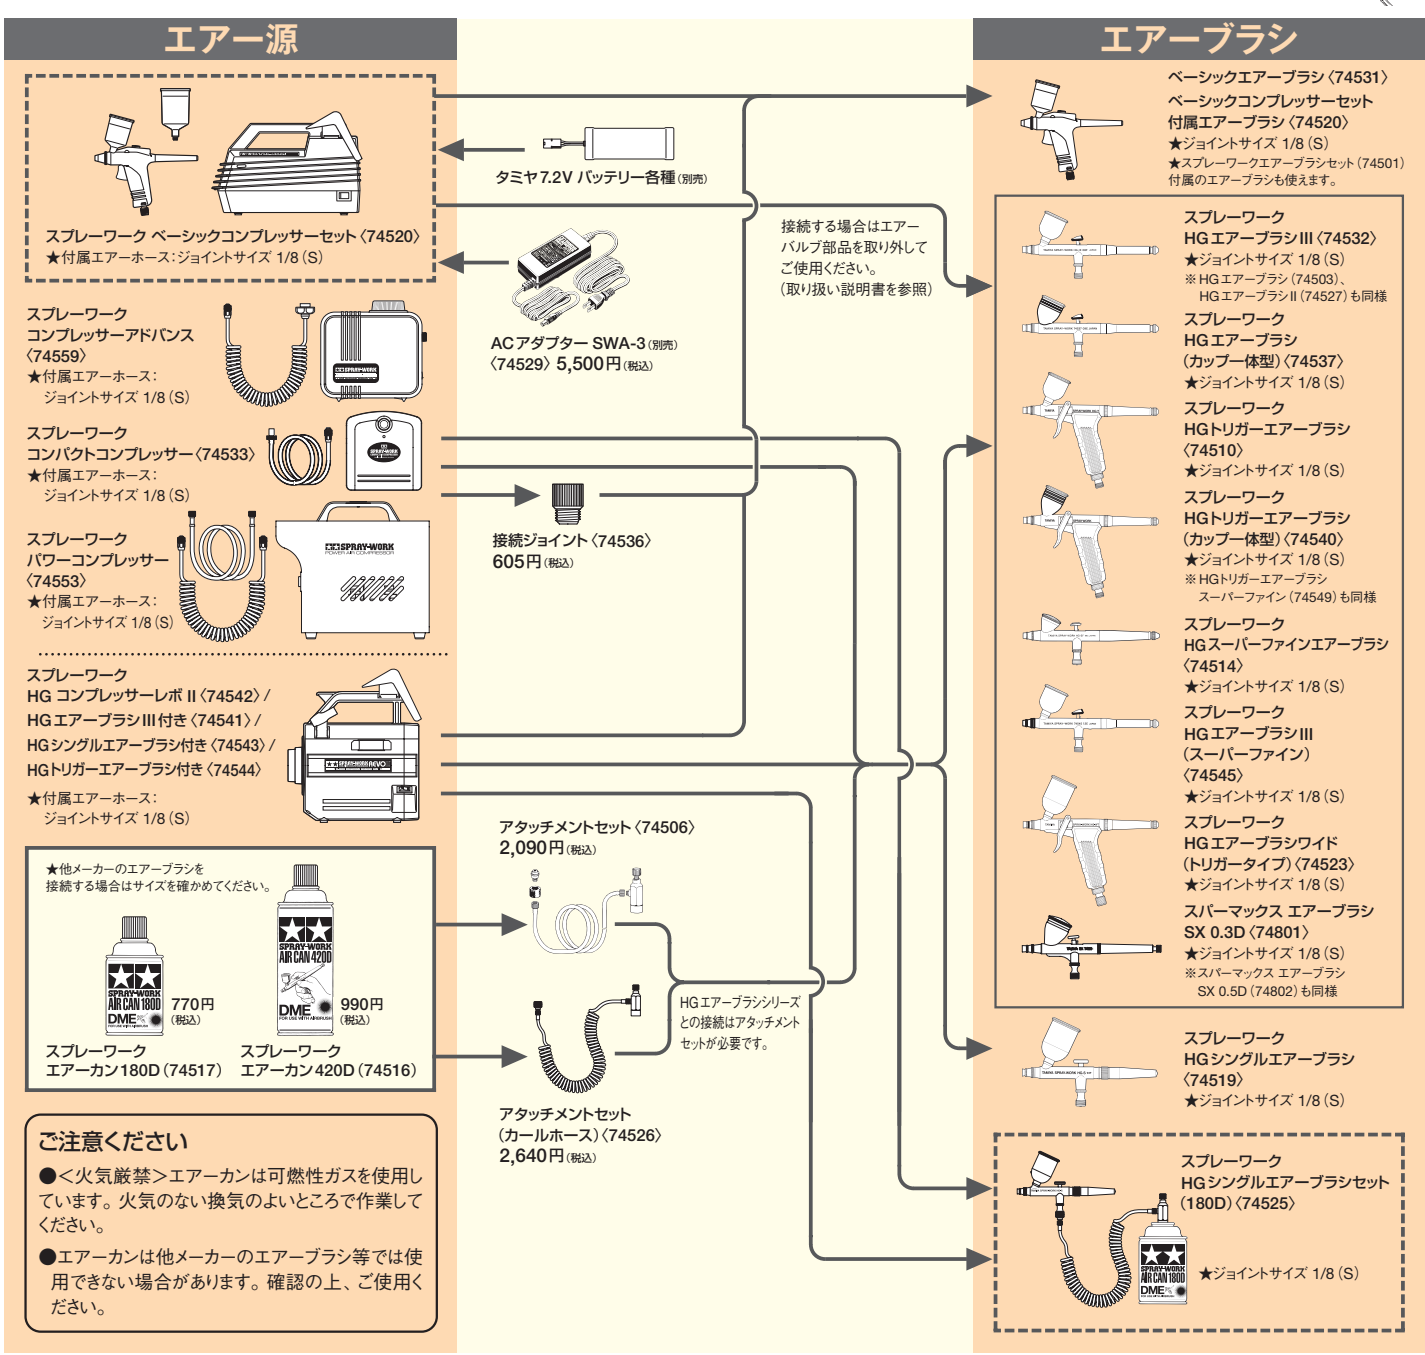 エアー源
スプレーワーク ベーシックコンプレッサーセット〈74520〉
★付属エアーホース:ジョイントサイズ 1/8(S)
スプレーワーク
コンプレッサーアドバンス
〈74559〉
★付属エアーホース:
ジョイントサイズ 1/8(S)
SPRAY-WORK
スプレーワーク
コンパクトコンプレッサー〈74533〉
★付属エアーホース:
ジョイントサイズ 1/8(S)
SPRAY-WORK
スプレーワーク
パワーコンプレッサー
〈74553〉
★付属エアーホース:
ジョイントサイズ 1/8(S)
SPRAY-WORK
POWER AIR COMPRESSOR
スプレーワーク
HG コンプレッサーレボ II〈74542〉/
HGエアーブラシIII付き〈74541〉/
HGシングルエアーブラシ付き〈74543〉/
HGトリガーエアーブラシ付き〈74544〉
★付属エアーホース:
ジョイントサイズ 1/8(S)
SPRAY-WORK REVO
★他メーカーのエアーブラシを
接続する場合はサイズを確かめてください。
SPRAY-WORK
AIR CAN 180D
DME
FOR USE WITH AIRBRUSH
770円
(税込)
スプレーワーク
エアーカン180D(74517)
SPRAY-WORK
AIR CAN 420D
DME
FOR USE WITH AIRBRUSH
990円
(税込)
スプレーワーク
エアーカン420D(74516)
ご注意ください
●<火気厳禁>エアーカンは可燃性ガスを使用し
ています。火気のない換気のよいところで作業して
ください。
●エアーカンは他メーカーのエアーブラシ等では使
用できない場合があります。確認の上、ご使用く
ださい。
タミヤ7.2V バッテリー各種(別売)
接続する場合はエアー
バルブ部品を取り外して
ご使用ください。
(取り扱い説明書を参照)
ACアダプター SWA-3(別売)
〈74529〉5,500円(税込)
接続ジョイント〈74536〉
605円(税込)
アタッチメントセット〈74506〉
2,090円(税込)
HGエアーブランシリーズ
との接続はアタッチメント
セットが必要です。
アタッチメントセット
(カールホース)〈74526〉
2,640円(税込)
エアーブラシ
ベーシックエアーブラシ〈74531〉
ベーシックコンプレッサーセット
付属エアーブラシ〈74520〉
★ジョイントサイズ 1/8(S)
★スプレーワークエアーブラシセット(74501)
付属のエアーブラシも使えます。
スプレーワーク
HGエアーブラシIII〈74532〉
★ジョイントサイズ 1/8(S)
※HGエアーブラシ(74503)、
HGエアーブラシII(74527)も同様
スプレーワーク
HGエアーブラシ
(カップ一体型)〈74537〉
★ジョイントサイズ 1/8(S)
スプレーワーク
HGトリガーエアーブラシ
〈74510〉
★ジョイントサイズ 1/8(S)
スプレーワーク
HGトリガーエアーブラシ
(カップ一体型)〈74540〉
★ジョイントサイズ 1/8(S)
※HGトリガーエアーブラシ
スーパーファイン(74549)も同様
スプレーワーク
HGスーパーファインエアーブラシ
〈74514〉
★ジョイントサイズ 1/8(S)
スプレーワーク
HGエアーブラシIII
(スーパーファイン)
〈74545〉
★ジョイントサイズ 1/8(S)
スプレーワーク
HGエアーブラシワイド
(トリガータイプ)〈74523〉
★ジョイントサイズ 1/8(S)
スパーマックス エアーブラシ
SX 0.3D〈74801〉
★ジョイントサイズ 1/8(S)
※スパーマックス エアーブラシ
SX 0.5D(74802)も同様
スプレーワーク
HGシングルエアーブラシ
〈74519〉
★ジョイントサイズ 1/8(S)
スプレーワーク
HGシングルエアーブラシセット
(180D)〈74525〉
SPRAY-WORK
AIR CAN 180D
DME
★ジョイントサイズ 1/8(S)